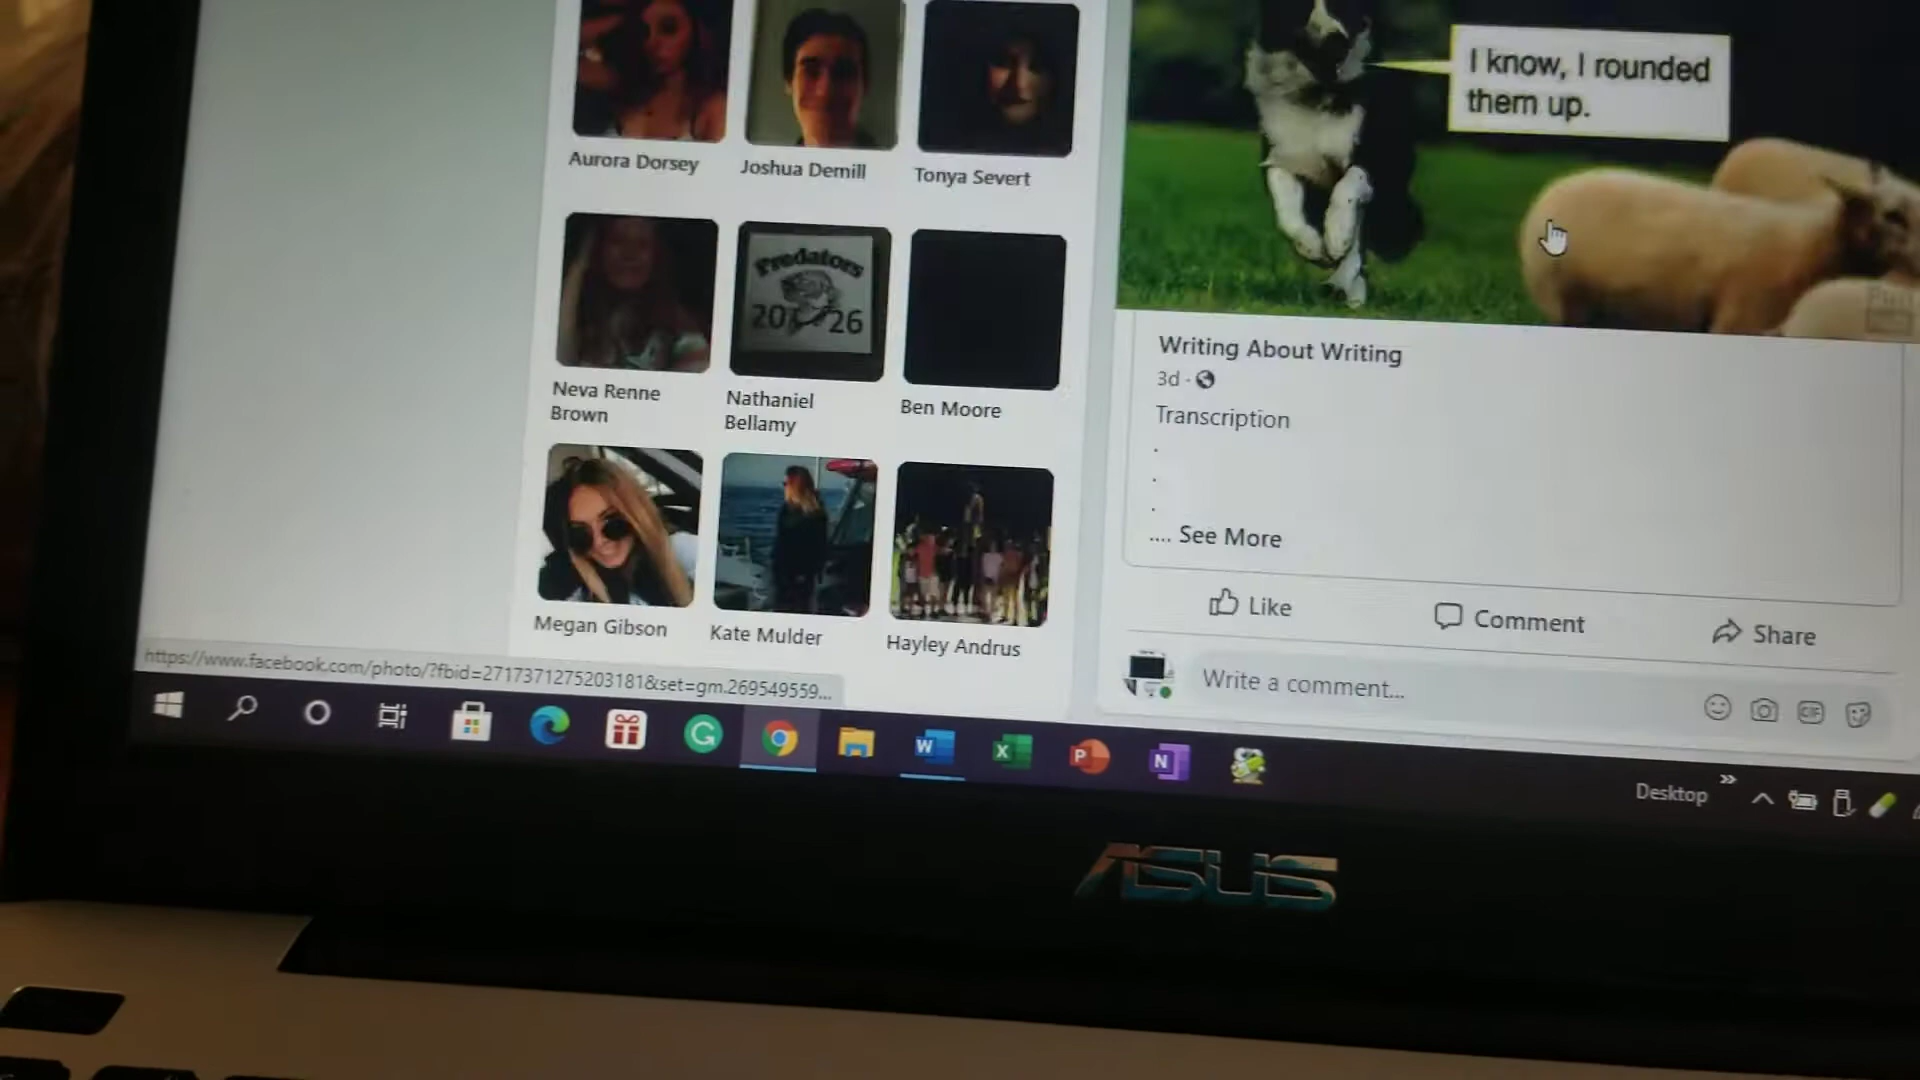 I know, I rounded
them up.
Aurora Dorsey
Joshua Demill
Tonya Severt
Predators
2026
Neva Renne
Brown
Nathaniel
Bellamy
Ben Moore
Megan Gibson
Kate Mulder
Hayley Andrus
Writing About Writing
3d ·
Transcription
.
.
.
.... See More
Like
Comment
Share
Write a comment...
GIF
https://www.facebook.com/photo/?fbid=2717371275203181&set=gm.269549559...
W
X
P
N
Desktop
ASUS